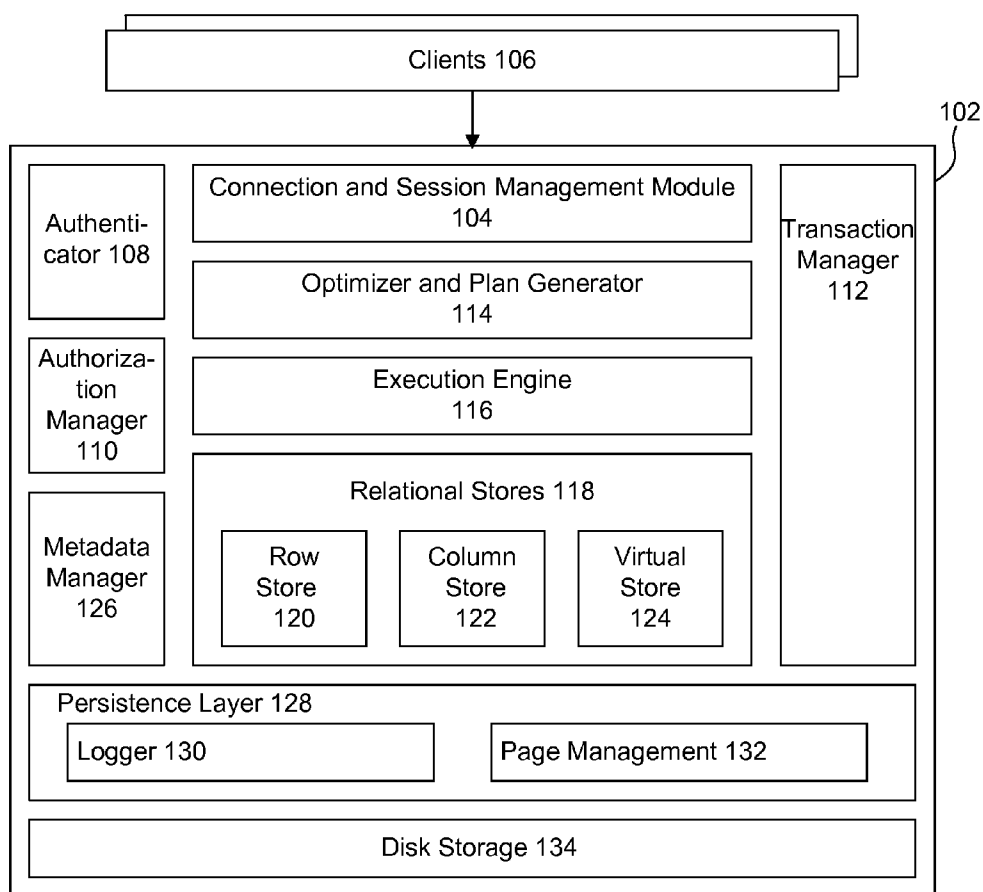 Clients 106
102
Authenti-
cator 108
Connection and Session Management Module
104
Transaction
Manager
112
Optimizer and Plan Generator
114
Authoriza-
tion
Manager
110
Execution Engine
116
Metadata
Manager
126
Relational Stores 118
Row
Store
120
Column
Store
122
Virtual
Store
124
Persistence Layer 128
Logger 130
Page Management 132
Disk Storage 134